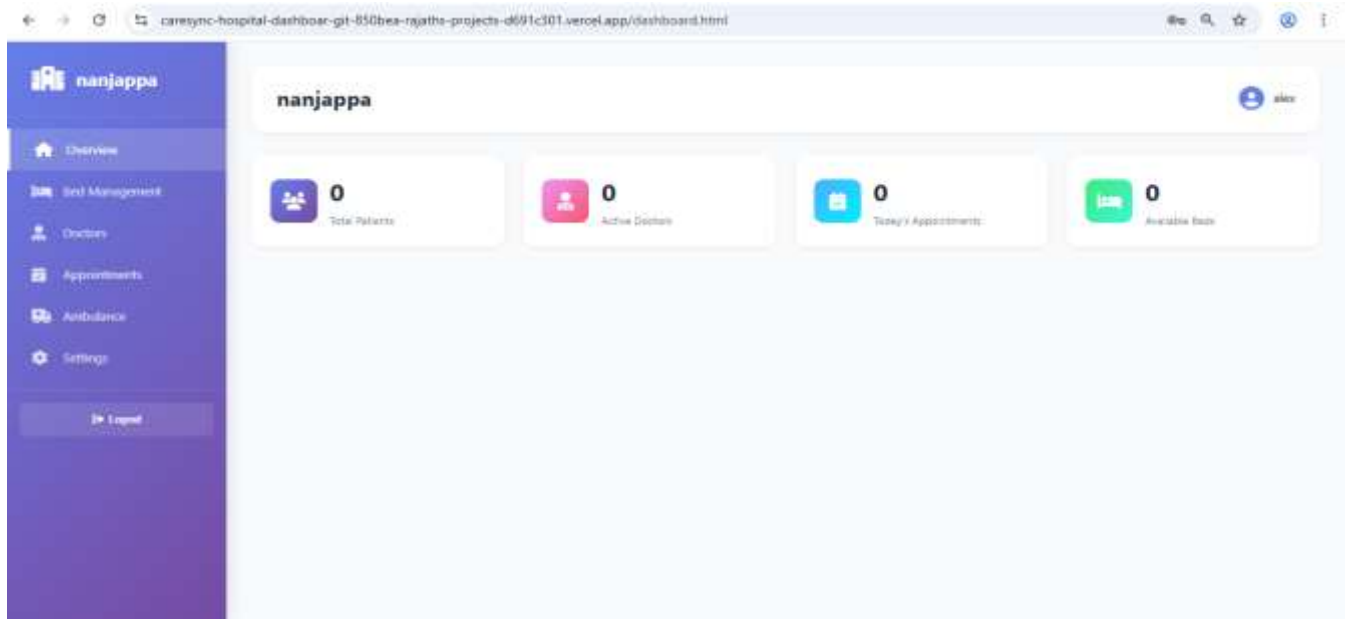 caresync-hospital-dashboar-git-850bea-rajaths-projects-d691c301.vercel.app/dashboard.html
nanjappa
nanjappa
alex
Overview
Bed Management
Doctors
Appointments
Ambulance
Settings
Logout
0
Total Patients
0
Active Doctors
0
Today's Appointments
0
Available Beds